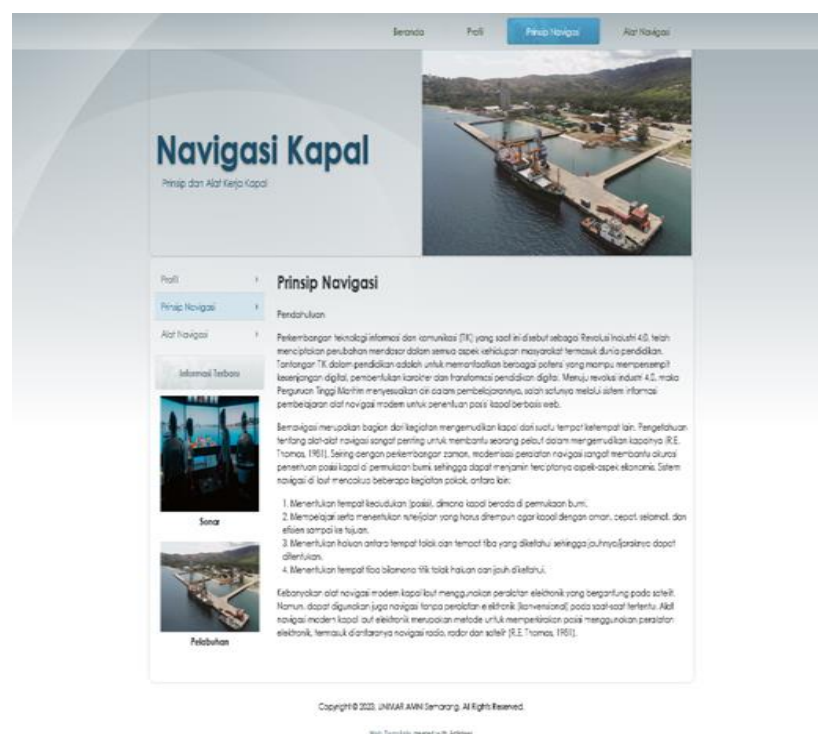 Beranda Profil Prinsip Navigasi Alat Navigasi
Navigasi Kapal
Prinsip dan Alat Kerja Kapal
Profil
Prinsip Navigasi
Alat Navigasi
Informasi Terbaru
Sonar
Pelabuhan
Prinsip Navigasi
Pendahuluan
Perkembangan teknologi informasi dan komunikasi (TIK) yang saat ini disebut sebagai Revolusi Industri 4.0, telah
menciptakan perubahan mendasar dalam semua aspek kehidupan masyarakat termasuk dunia pendidikan.
Tantangan TIK dalam pendidikan adalah untuk memanfaatkan berbagai potensi yang mampu mempersempit
kesenjangan digital, pembentukan karakter dan transformasi pendidikan digital. Menuju revolusi industri 4.0, maka
Perguruan Tinggi Maritim menyesuaikan diri dalam pembelajarannya, salah satunya melalui sistem informasi
pembelajaran alat navigasi modern untuk penentuan posisi kapal berbasis web.
Bernavigasi merupakan bagian dari kegiatan mengemudikan kapal dari suatu tempat ketempat lain. Pengetahuan
tentang alat-alat navigasi sangat penting untuk membantu seorang pelaut dalam mengemudikan kapalnya (R.E.
Thomas, 1981). Seiring dengan perkembangan zaman, modernisasi peralatan navigasi sangat membantu akurasi
penentuan posisi kapal di permukaan bumi, sehingga dapat menjamin terciptanya aspek-aspek ekonomis. Sistem
navigasi di laut mencakup beberapa kegiatan pokok, antara lain:
1. Menentukan tempat kedudukan (posisi), dimana kapal berada di permukaan bumi.
2. Mempelajari serta menentukan rute/jalan yang harus ditempuh agar kapal dengan aman, cepat, selamat, dan
efisien sampai ke tujuan.
3. Menentukan haluan antara tempat tolak dan tempat tiba yang diketahui sehingga jauhnya/jaraknya dapat
ditentukan.
4. Menentukan tempat tiba bilamana titik tolak haluan dan jauh diketahui.
Kebanyakan alat navigasi modern kapal laut menggunakan peralatan elektronik yang bergantung pada satelit.
Namun, dapat digunakan juga navigasi tanpa peralatan elektronik (konvensional) pada saat-saat tertentu. Alat
navigasi modern kapal laut elektronik merupakan metode untuk memperkirakan posisi menggunakan peralatan
elektronik, termasuk diantaranya navigasi radio, radar dan satelit (R.E. Thomas, 1981).
Copyright © 2023, UNIMAR AMNI Semarang. All Rights Reserved.